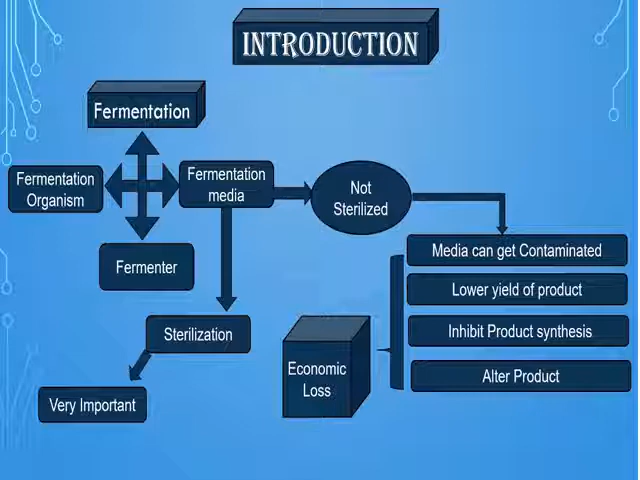 INTRODUCTION
Fermentation
Fermentation
Organism
Fermentation
media
Not
Sterilized
Fermenter
Media can get Contaminated
Lower yield of product
Inhibit Product synthesis
Alter Product
Sterilization
Economic
Loss
Very Important